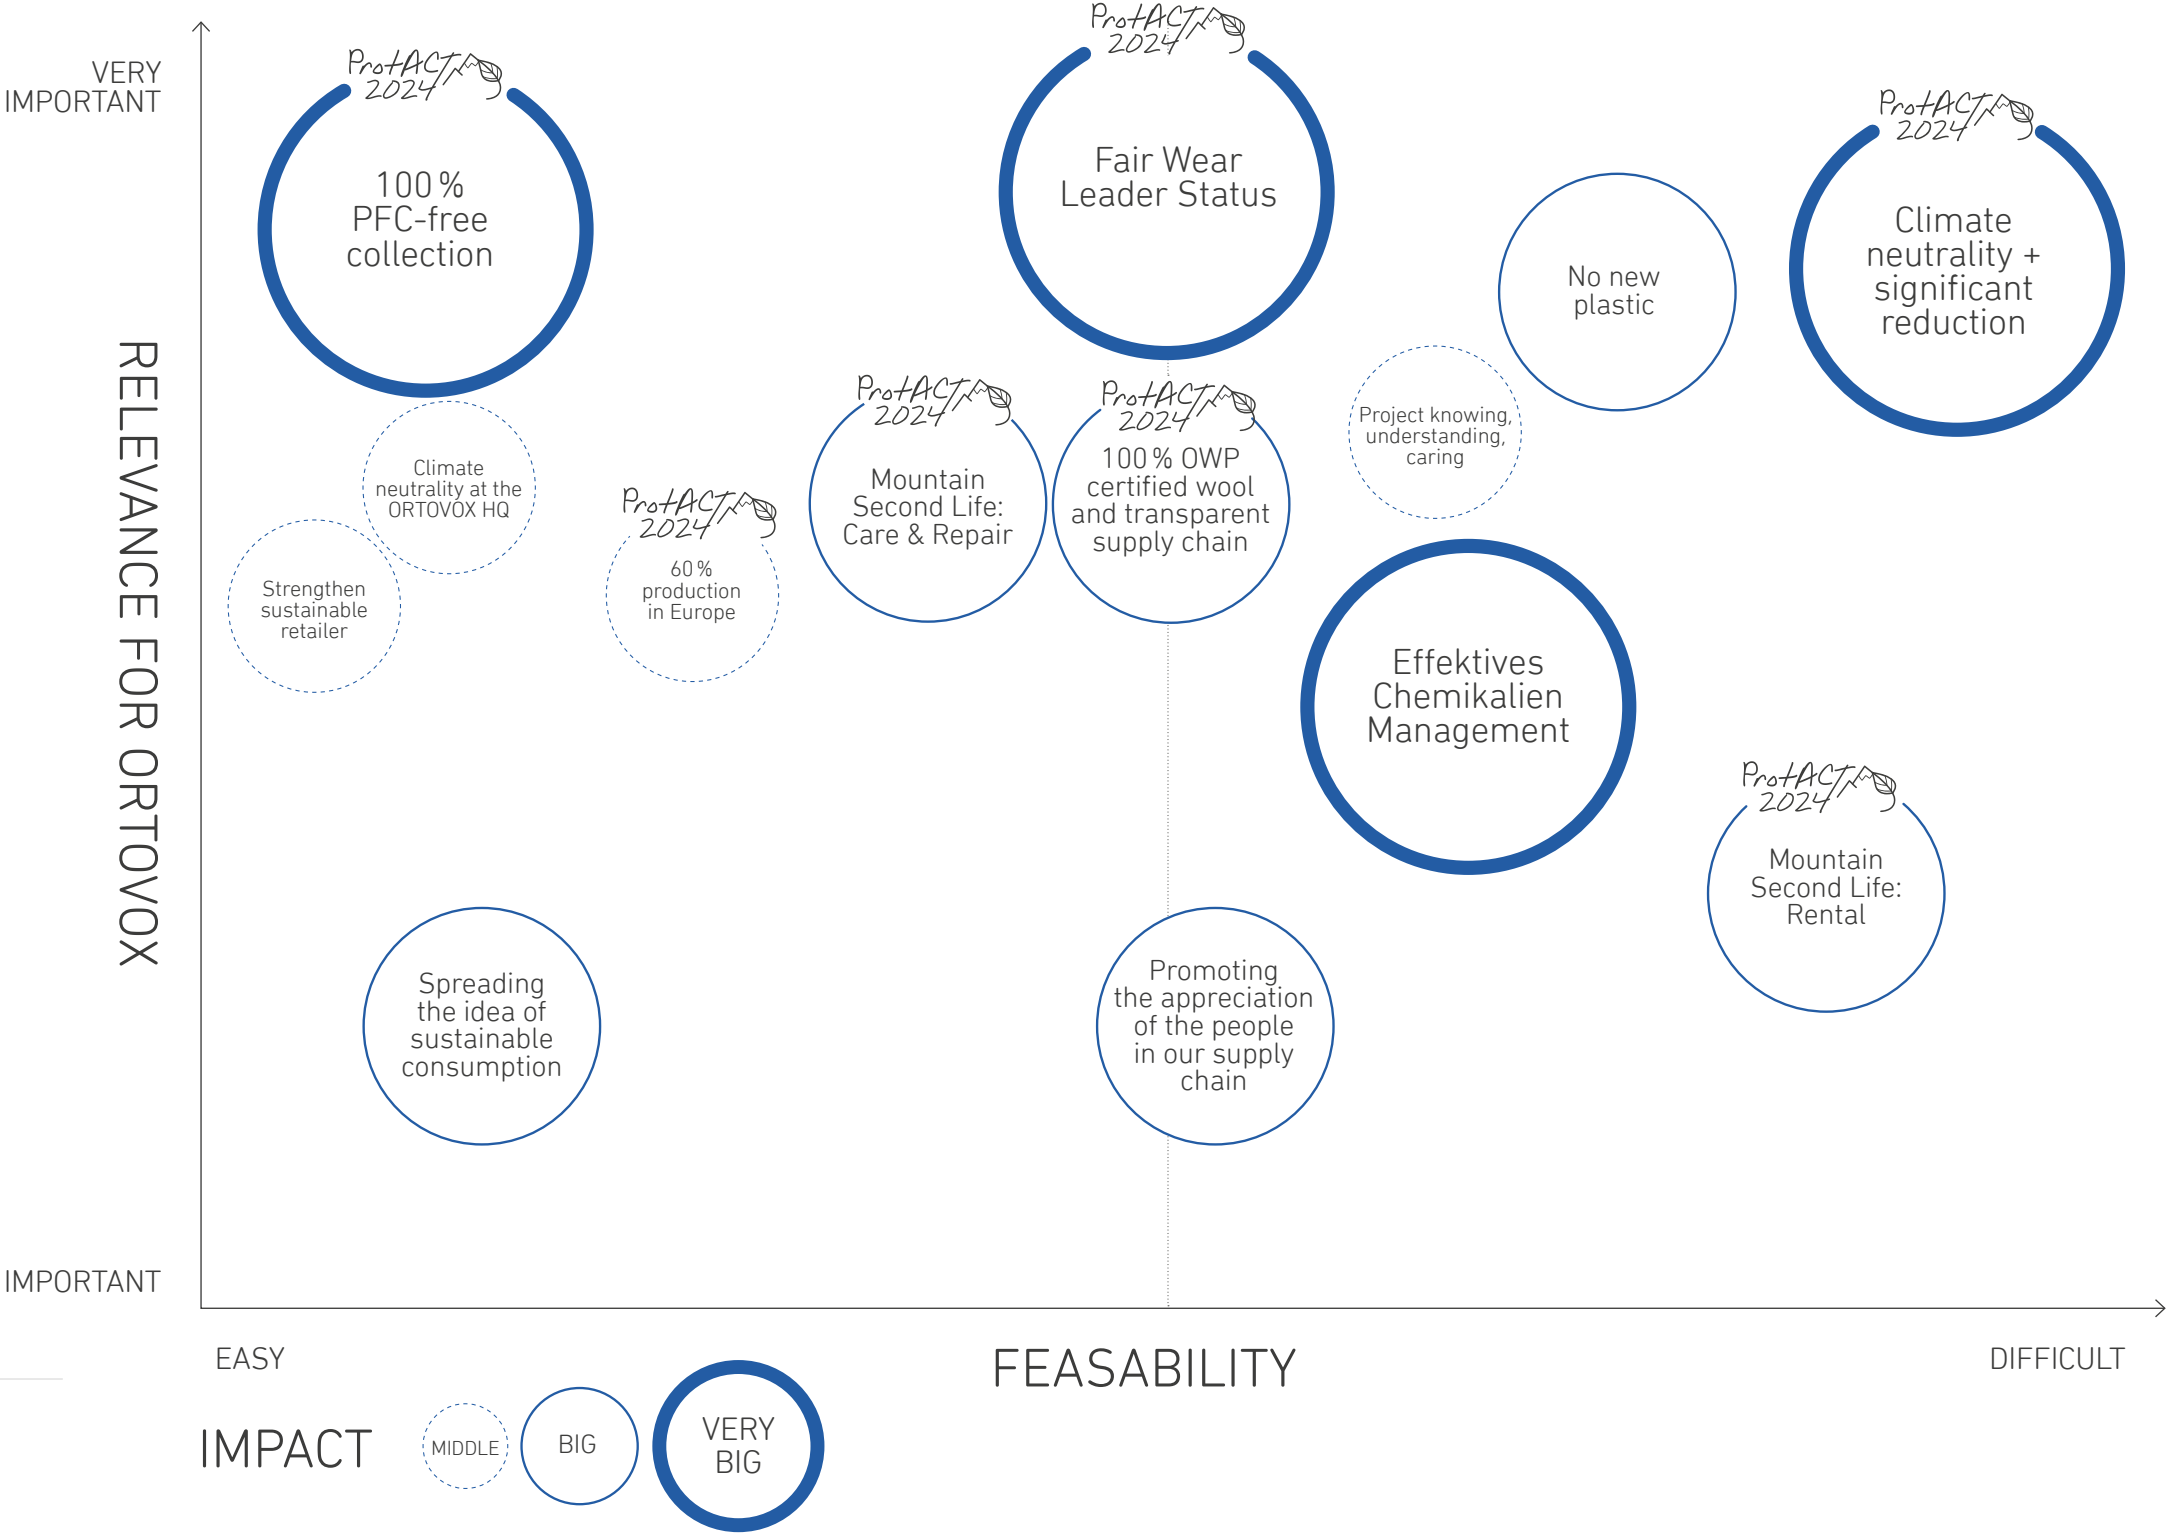 VERY
IMPORTANT
RELEVANCE FOR ORTOVOX
IMPORTANT
ProtACT
2024
100 %
PFC-free
collection
ProtACT
2024
Fair Wear
Leader Status
ProtACT
2024
Climate
neutrality +
significant
reduction
No new
plastic
Project knowing,
understanding,
caring
Climate
neutrality at the
ORTOVOX HQ
Strengthen
sustainable
retailer
ProtACT
2024
60 %
production
in Europe
ProtACT
2024
Mountain
Second Life:
Care & Repair
ProtACT
2024
100 % OWP
certified wool
and transparent
supply chain
Effektives
Chemikalien
Management
ProtACT
2024
Mountain
Second Life:
Rental
Spreading
the idea of
sustainable
consumption
Promoting
the appreciation
of the people
in our supply
chain
EASY
FEASABILITY
DIFFICULT
IMPACT
MIDDLE
BIG
VERY
BIG